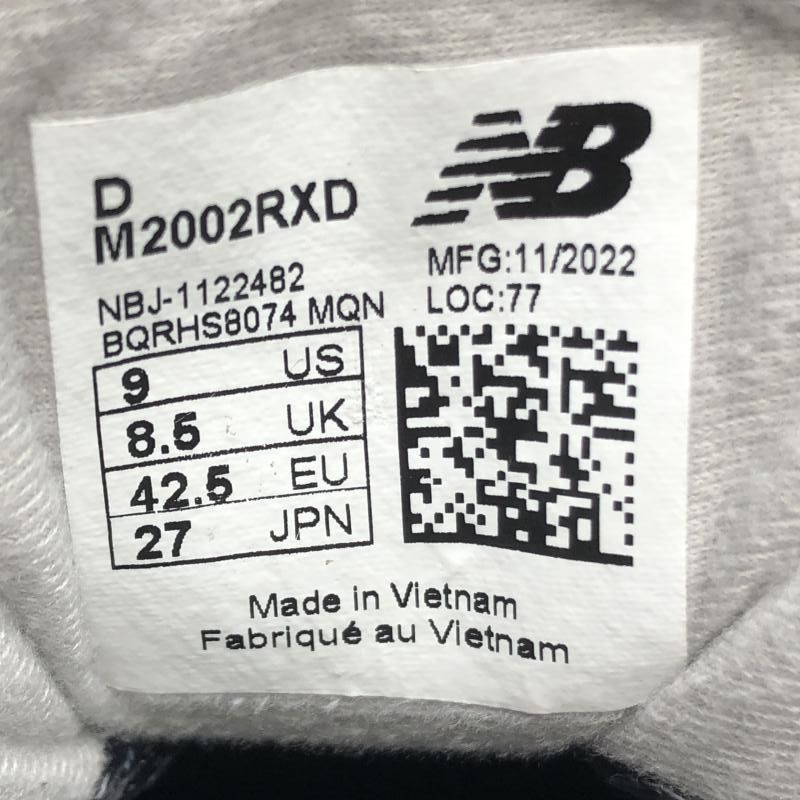 D
M2002RXD
NB
NBJ-1122482
BQRHS8074 MQN
MFG:11/2022
LOC:77
9 US
8.5 UK
42.5 EU
27 JPN
Made in Vietnam
Fabriqué au Vietnam